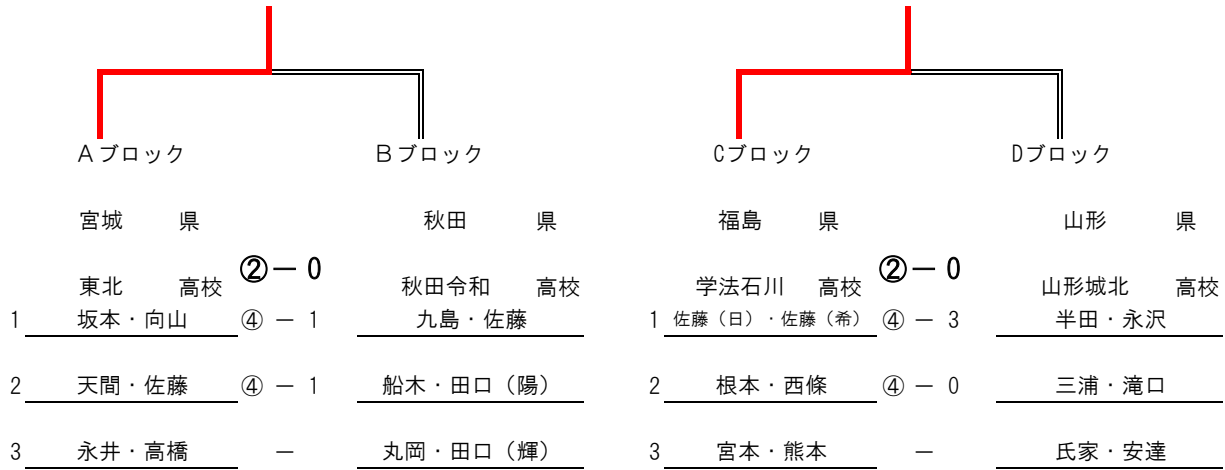 Aブロック Bブロック Cブロック Dブロック
宮城 県 秋田 県 福島 県 山形 県
②－0 ②－0
東北 高校 秋田令和 高校 学法石川 高校 山形城北 高校
1 坂本・向山 ④ － 1 九島・佐藤 1 佐藤（日）・佐藤（希） ④ － 3 半田・永沢
2 天間・佐藤 ④ － 1 船木・田口（陽） 2 根本・西條 ④ － 0 三浦・滝口
3 永井・高橋 － 丸岡・田口（輝） 3 宮本・熊本 － 氏家・安達